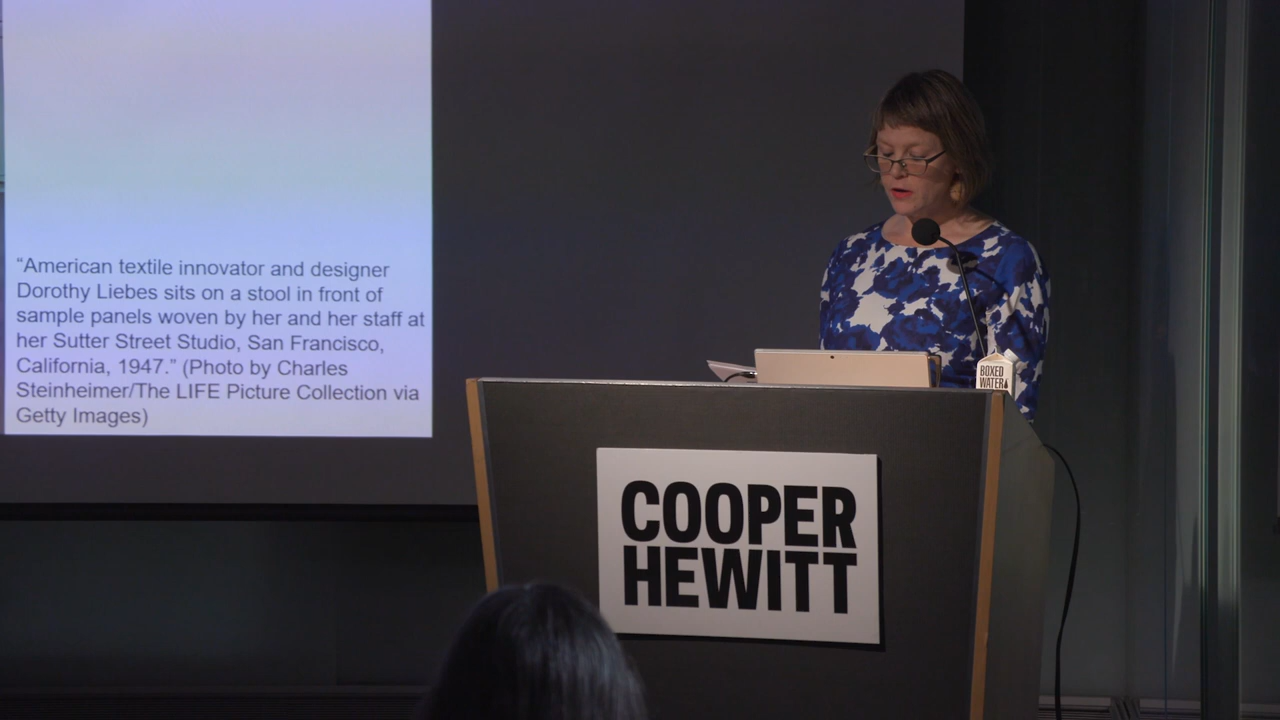 “American textile innovator and designer
Dorothy Liebes sits on a stool in front of
sample panels woven by her and her staff at
her Sutter Street Studio, San Francisco,
California, 1947.” (Photo by Charles
Steinheimer/The LIFE Picture Collection via
Getty Images)
BOXED
WATER
COOPER
HEWITT